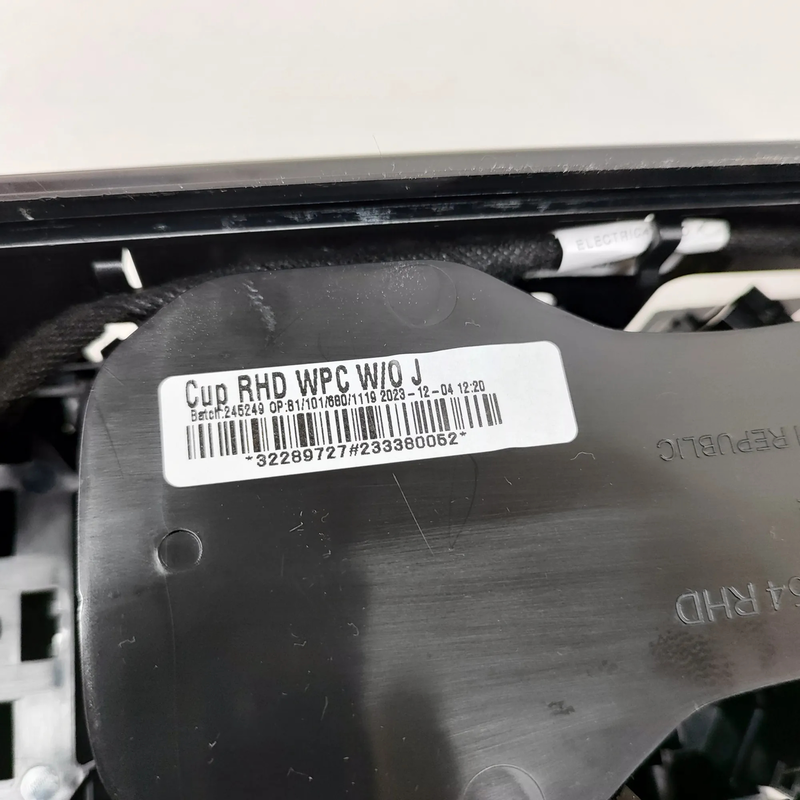 ELECTRIC
Cup RHD WPC W/O J
Batch:245249 OP:81/101/680/1119 2023-12-04 12:20
*32289727#233380052*
REPUBLIC
54 RHD